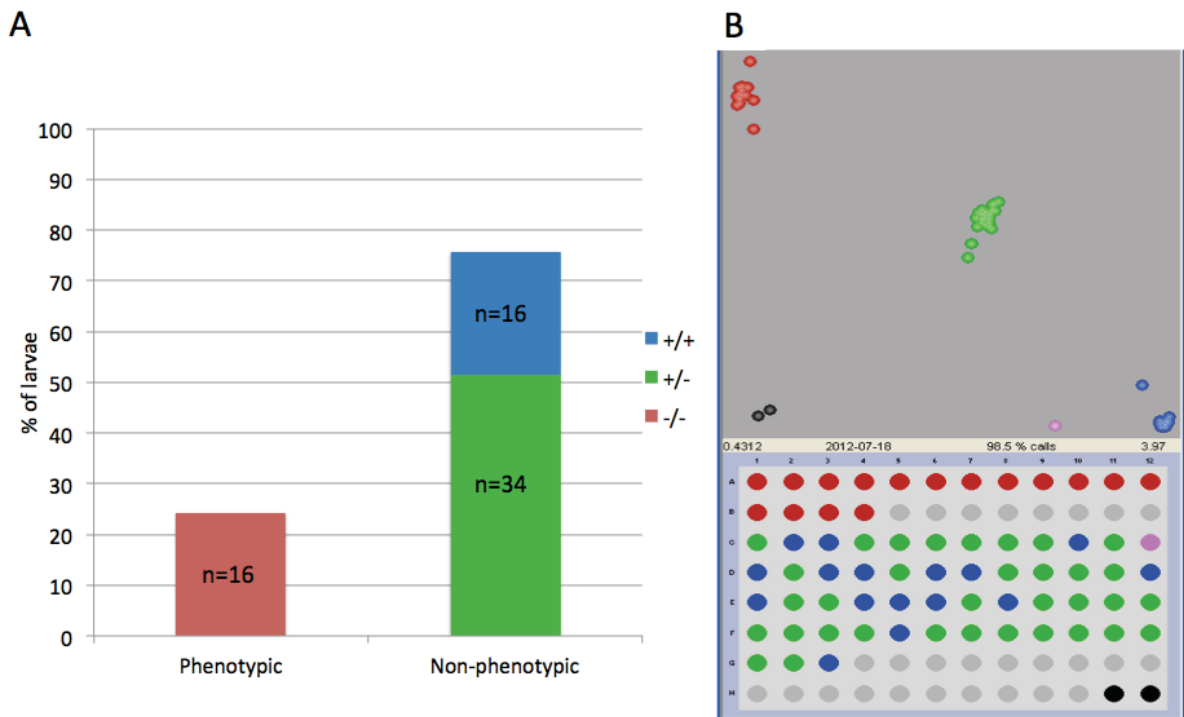 A
100
90
80
70
60
50
40
30
20
10
0
% of larvae
n=16
n=16
n=34
Phenotypic
Non-phenotypic
+/+
+/-
-/-
B
0.4312 2012-07-18 98.5 % calls 3.97
1 2 3 4 5 6 7 8 9 10 11 12
A
B
C
D
E
F
G
H